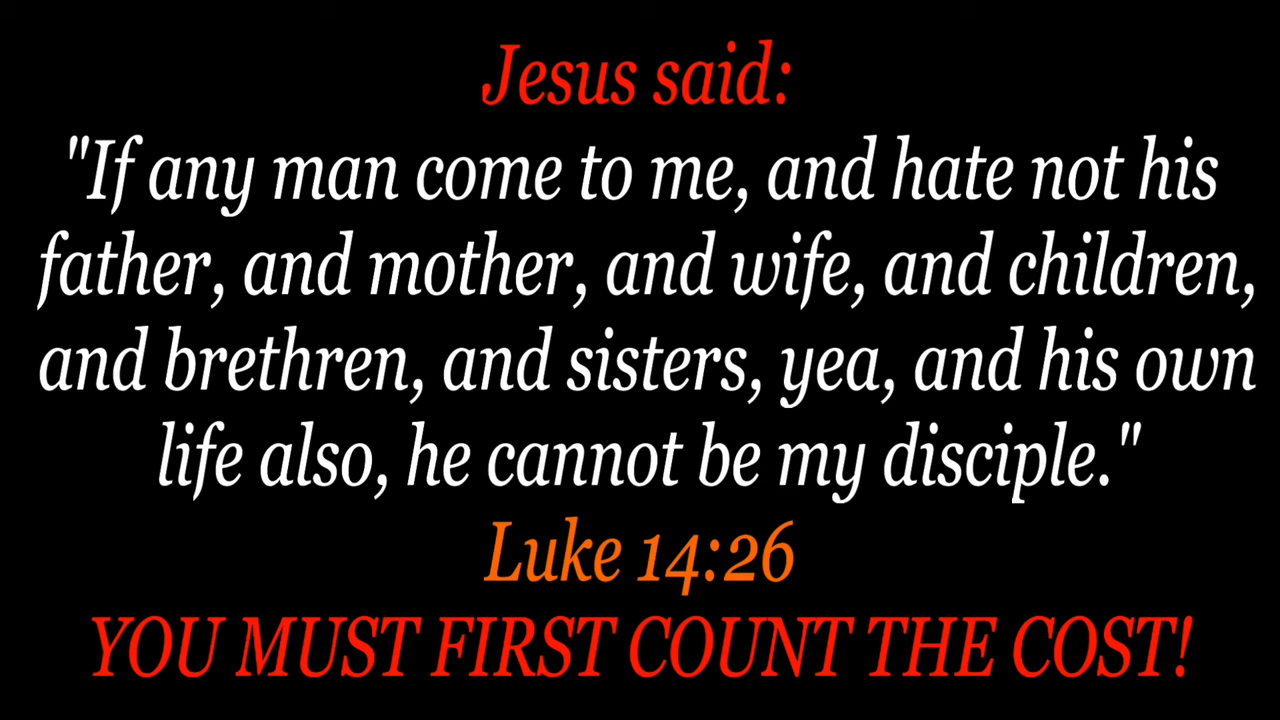 Jesus said:
"If any man come to me, and hate not his
father, and mother, and wife, and children,
and brethren, and sisters, yea, and his own
life also, he cannot be my disciple."
Luke 14:26
YOU MUST FIRST COUNT THE COST!